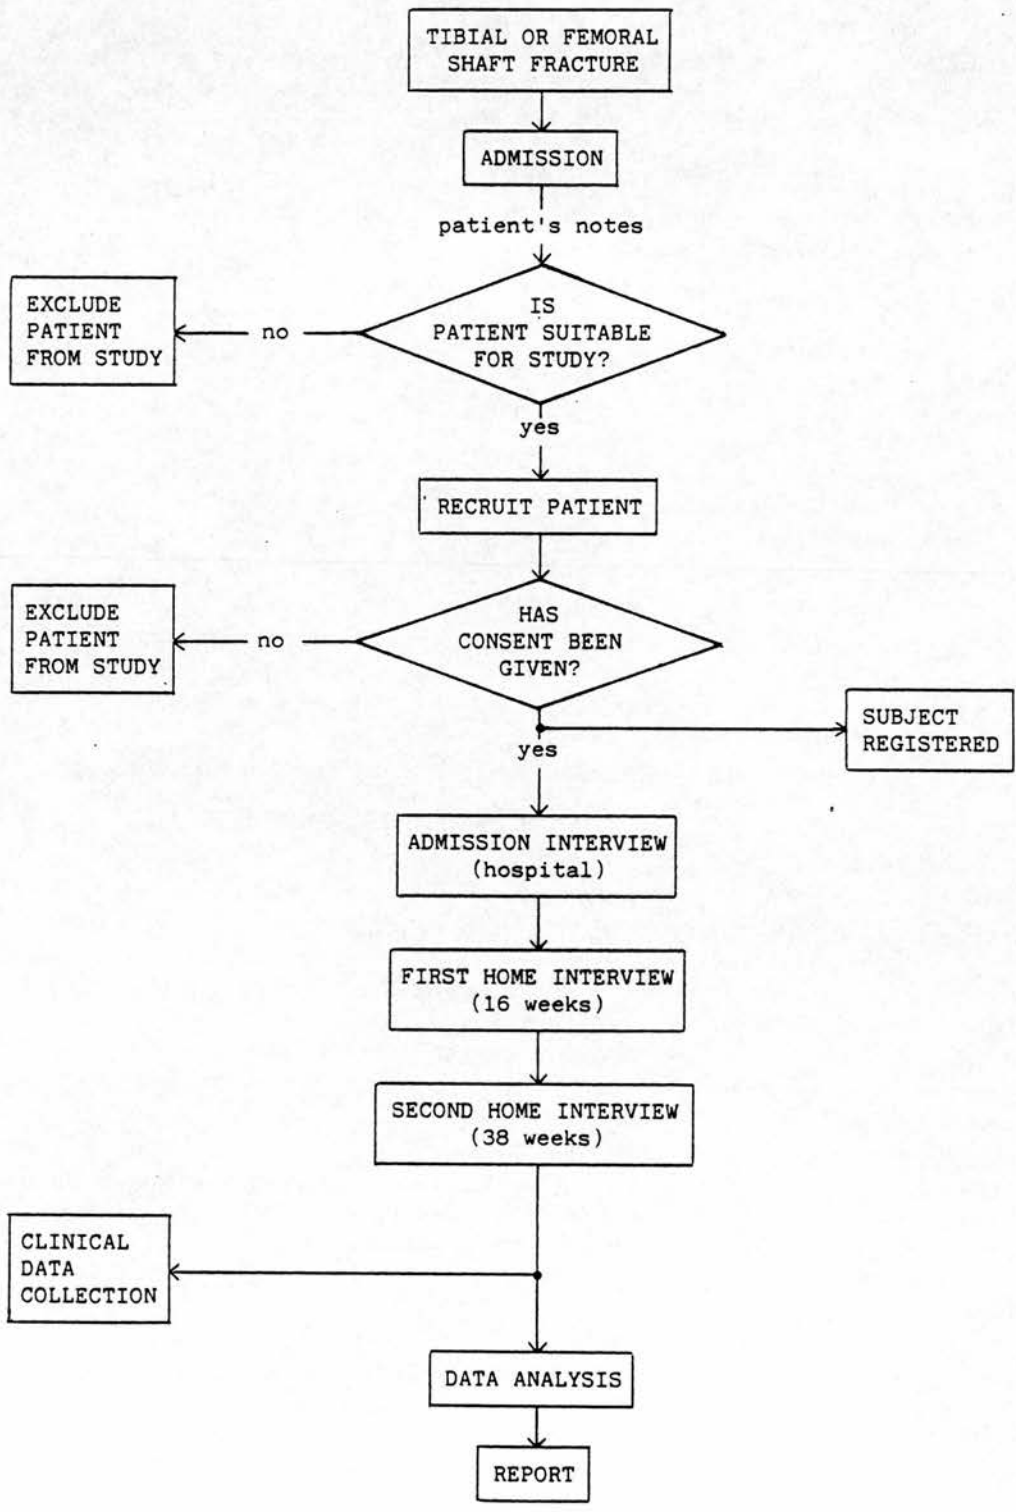 TIBIAL OR FEMORAL
SHAFT FRACTURE
ADMISSION
patient's notes
IS
PATIENT SUITABLE
FOR STUDY?
no
EXCLUDE
PATIENT
FROM STUDY
yes
RECRUIT PATIENT
HAS
CONSENT BEEN
GIVEN?
no
EXCLUDE
PATIENT
FROM STUDY
SUBJECT
REGISTERED
yes
ADMISSION INTERVIEW
(hospital)
FIRST HOME INTERVIEW
(16 weeks)
SECOND HOME INTERVIEW
(38 weeks)
CLINICAL
DATA
COLLECTION
DATA ANALYSIS
REPORT